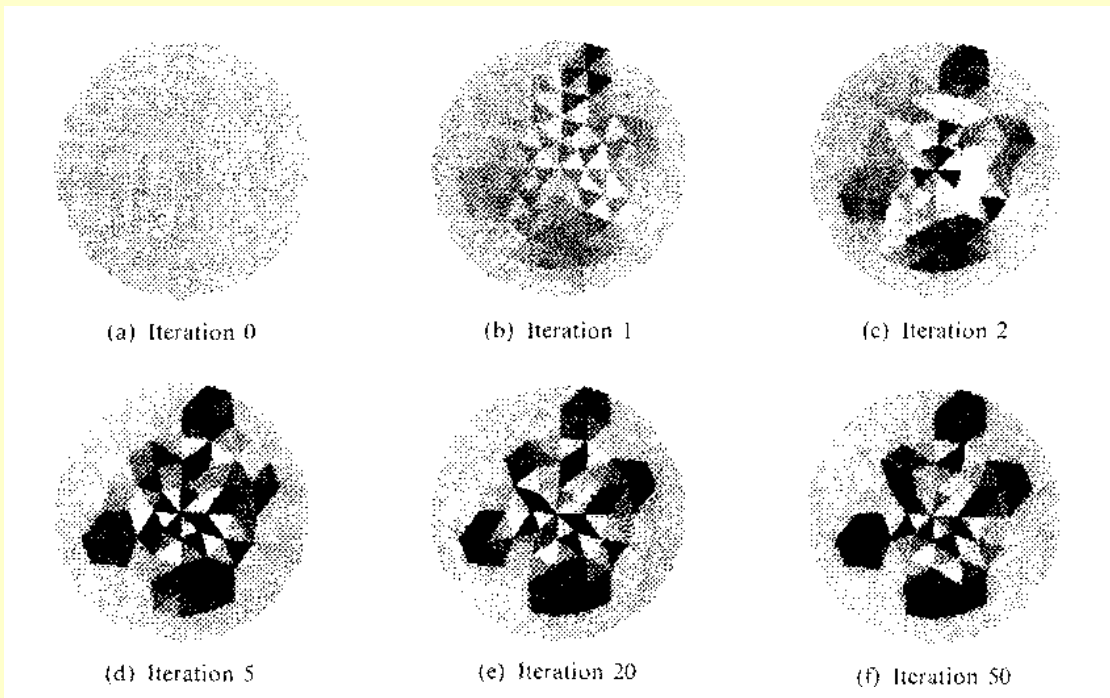 (a) Iteration 0
(b) Iteration 1
(c) Iteration 2
(d) Iteration 5
(e) Iteration 20
(f) Iteration 50